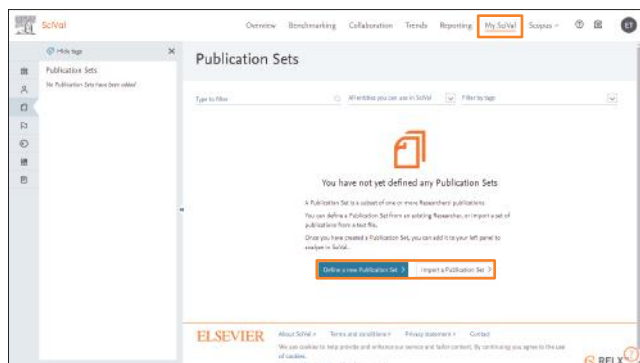 SciVal
Overview Benchmarking Collaboration Trends Reporting My SciVal Scopus
ET
Hide tags
Publication Sets
No Publication Sets have been added
Publication Sets
Type to filter
All entities you can use in SciVal
Filter by tags
You have not yet defined any Publication Sets
A Publication Set is a subset of one or more Researchers' publications.
You can define a Publication Set from an existing Researcher, or import a set of
publications from a text file.
Once you have created a Publication Set, you can add it to your left panel to
analyse in SciVal.
Define a new Publication Set
Import a Publication Set
ELSEVIER
About SciVal Terms and conditions Privacy statement Contact
We use cookies to help provide and enhance our service and tailor content. By continuing you agree to the use
of cookies.
RELX